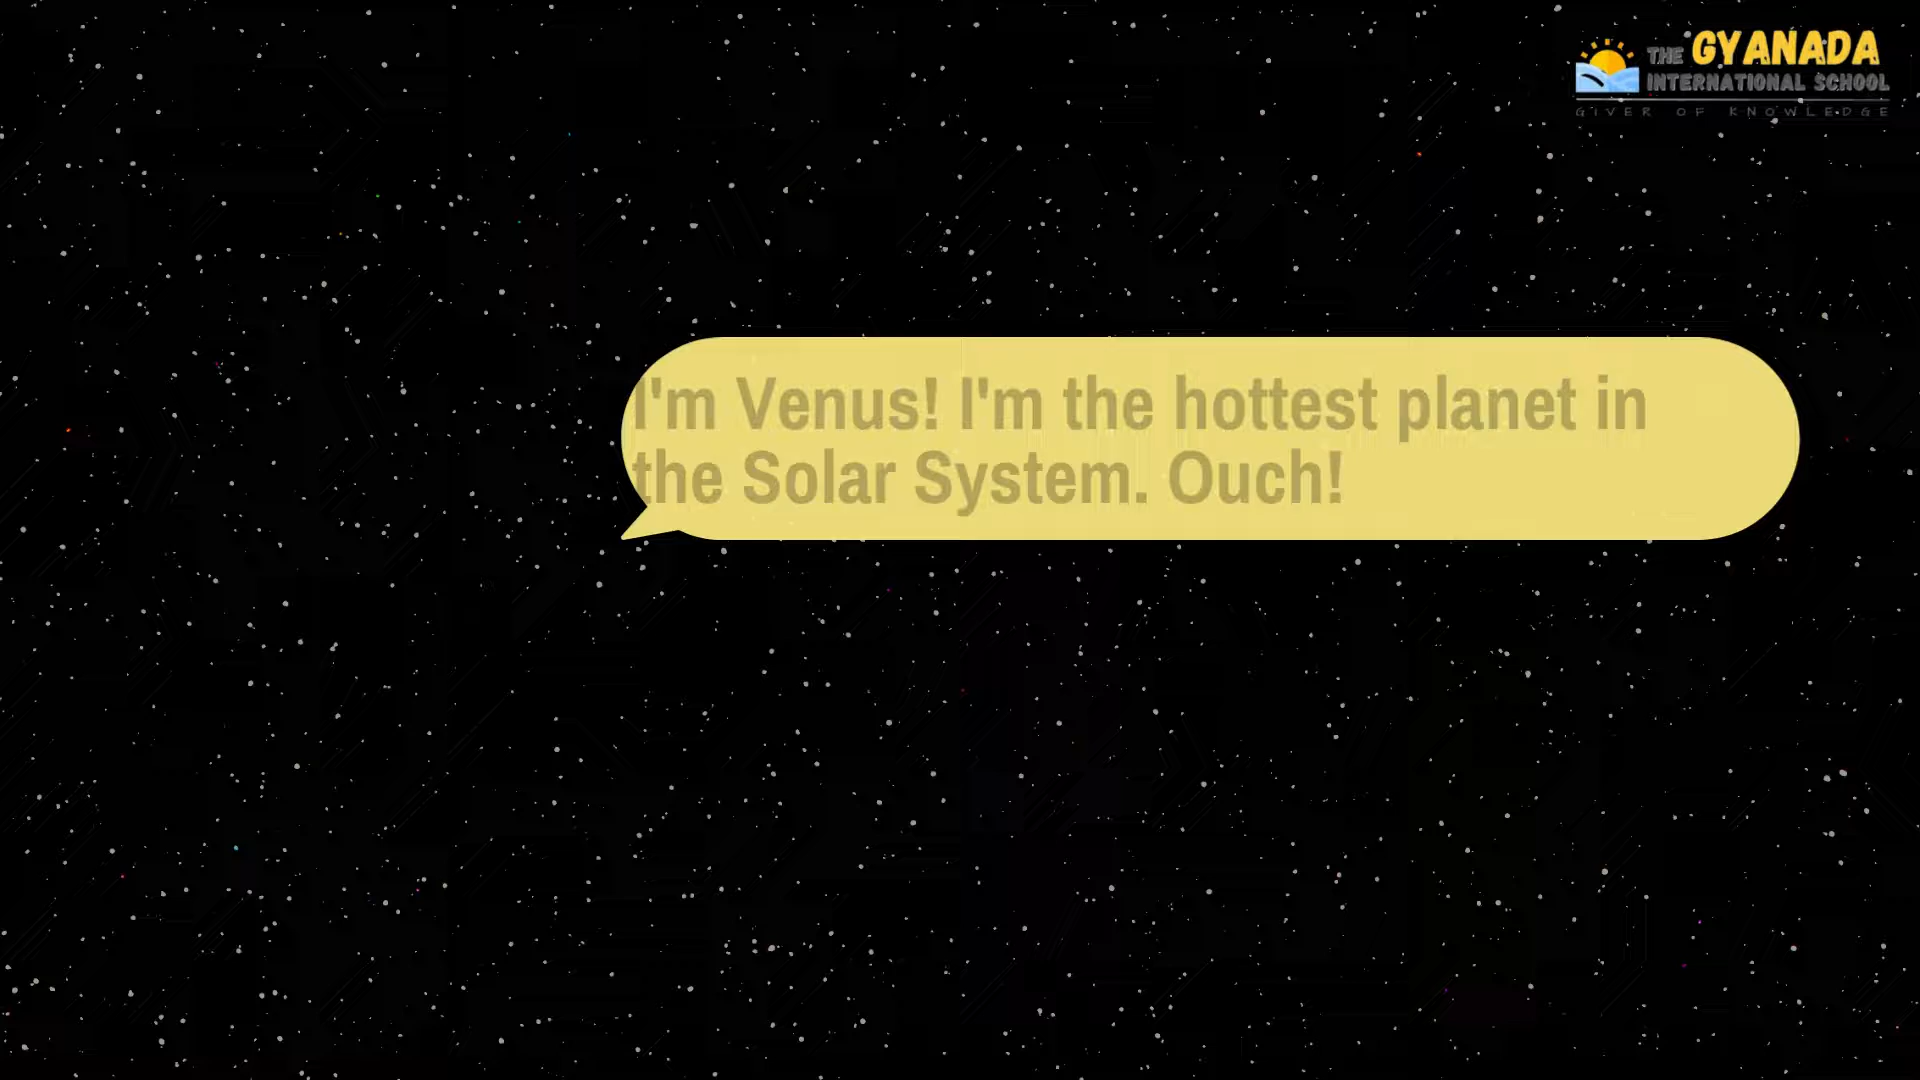 THE GYANADA
INTERNATIONAL SCHOOL
GIVER OF KNOWLEDGE
I'm Venus! I'm the hottest planet in
the Solar System. Ouch!